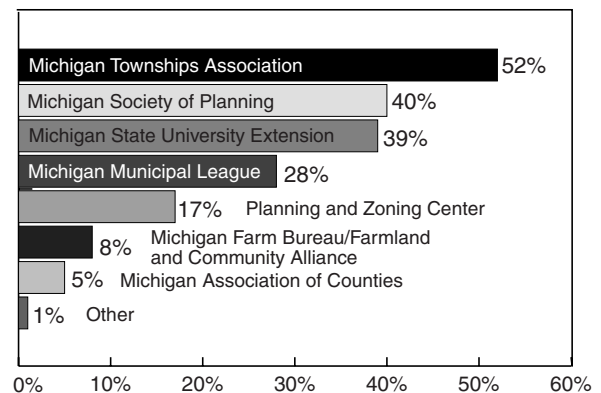 Michigan Townships Association 52%
Michigan Society of Planning 40%
Michigan State University Extension 39%
Michigan Municipal League 28%
17% Planning and Zoning Center
8% Michigan Farm Bureau/Farmland
and Community Alliance
5% Michigan Association of Counties
1% Other
0% 10% 20% 30% 40% 50% 60%